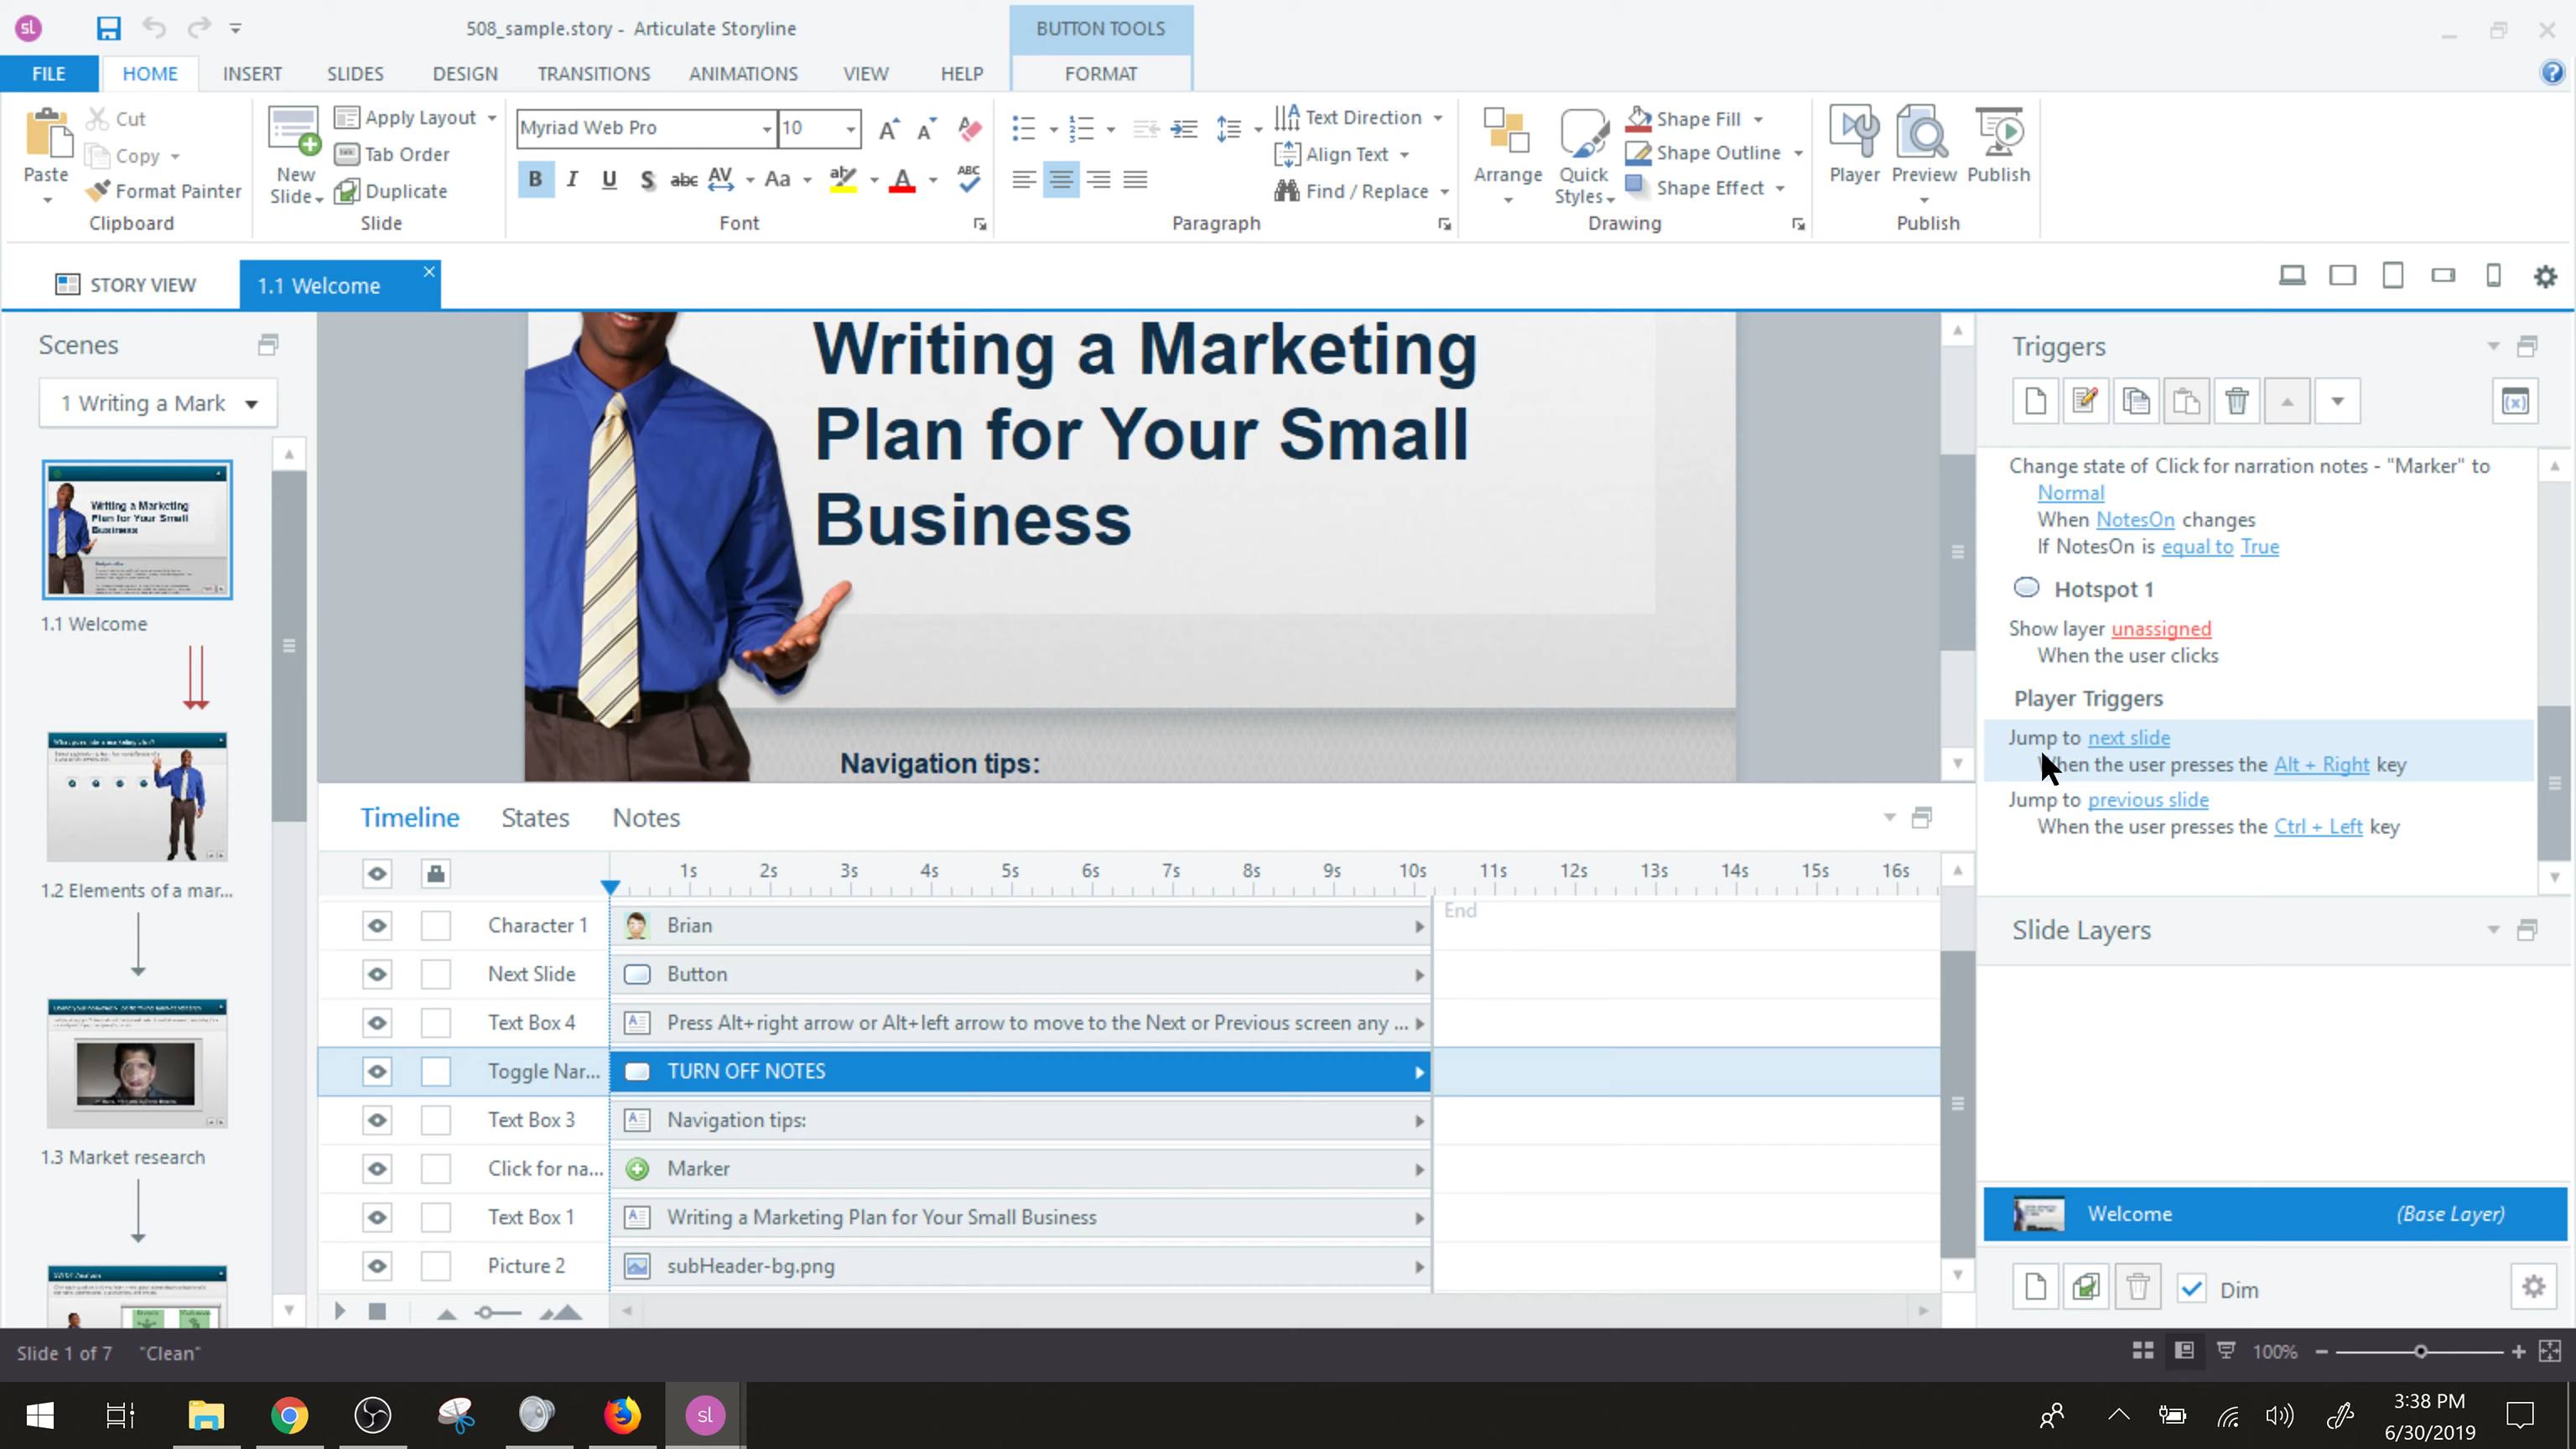 sl
508_sample.story - Articulate Storyline
BUTTON TOOLS
FILE
HOME
INSERT
SLIDES
DESIGN
TRANSITIONS
ANIMATIONS
VIEW
HELP
FORMAT
Paste
Cut
Copy
Format Painter
Clipboard
New Slide
Apply Layout
Tab Order
Duplicate
Slide
Myriad Web Pro
10
Font
Text Direction
Align Text
Find / Replace
Paragraph
Arrange
Quick Styles
Shape Fill
Shape Outline
Shape Effect
Drawing
Player
Preview
Publish
Publish
STORY VIEW
1.1 Welcome
Scenes
1 Writing a Mark
Writing a Marketing
Plan for Your Small
Business
1.1 Welcome
1.2 Elements of a mar...
1.3 Market research
Writing a Marketing
Plan for Your Small
Business
Navigation tips:
Timeline
States
Notes
1s 2s 3s 4s 5s 6s 7s 8s 9s 10s 11s 12s 13s 14s 15s 16s
End
Character 1 Brian
Next Slide Button
Text Box 4 Press Alt+right arrow or Alt+left arrow to move to the Next or Previous screen any ...
Toggle Nar... TURN OFF NOTES
Text Box 3 Navigation tips:
Click for na... Marker
Text Box 1 Writing a Marketing Plan for Your Small Business
Picture 2 subHeader-bg.png
Triggers
Change state of Click for narration notes - "Marker" to
Normal
When NotesOn changes
If NotesOn is equal to True
Hotspot 1
Show layer unassigned
When the user clicks
Player Triggers
Jump to next slide
When the user presses the Alt + Right key
Jump to previous slide
When the user presses the Ctrl + Left key
Slide Layers
Welcome (Base Layer)
Dim
Slide 1 of 7 "Clean"
100%
sl
3:38 PM
6/30/2019